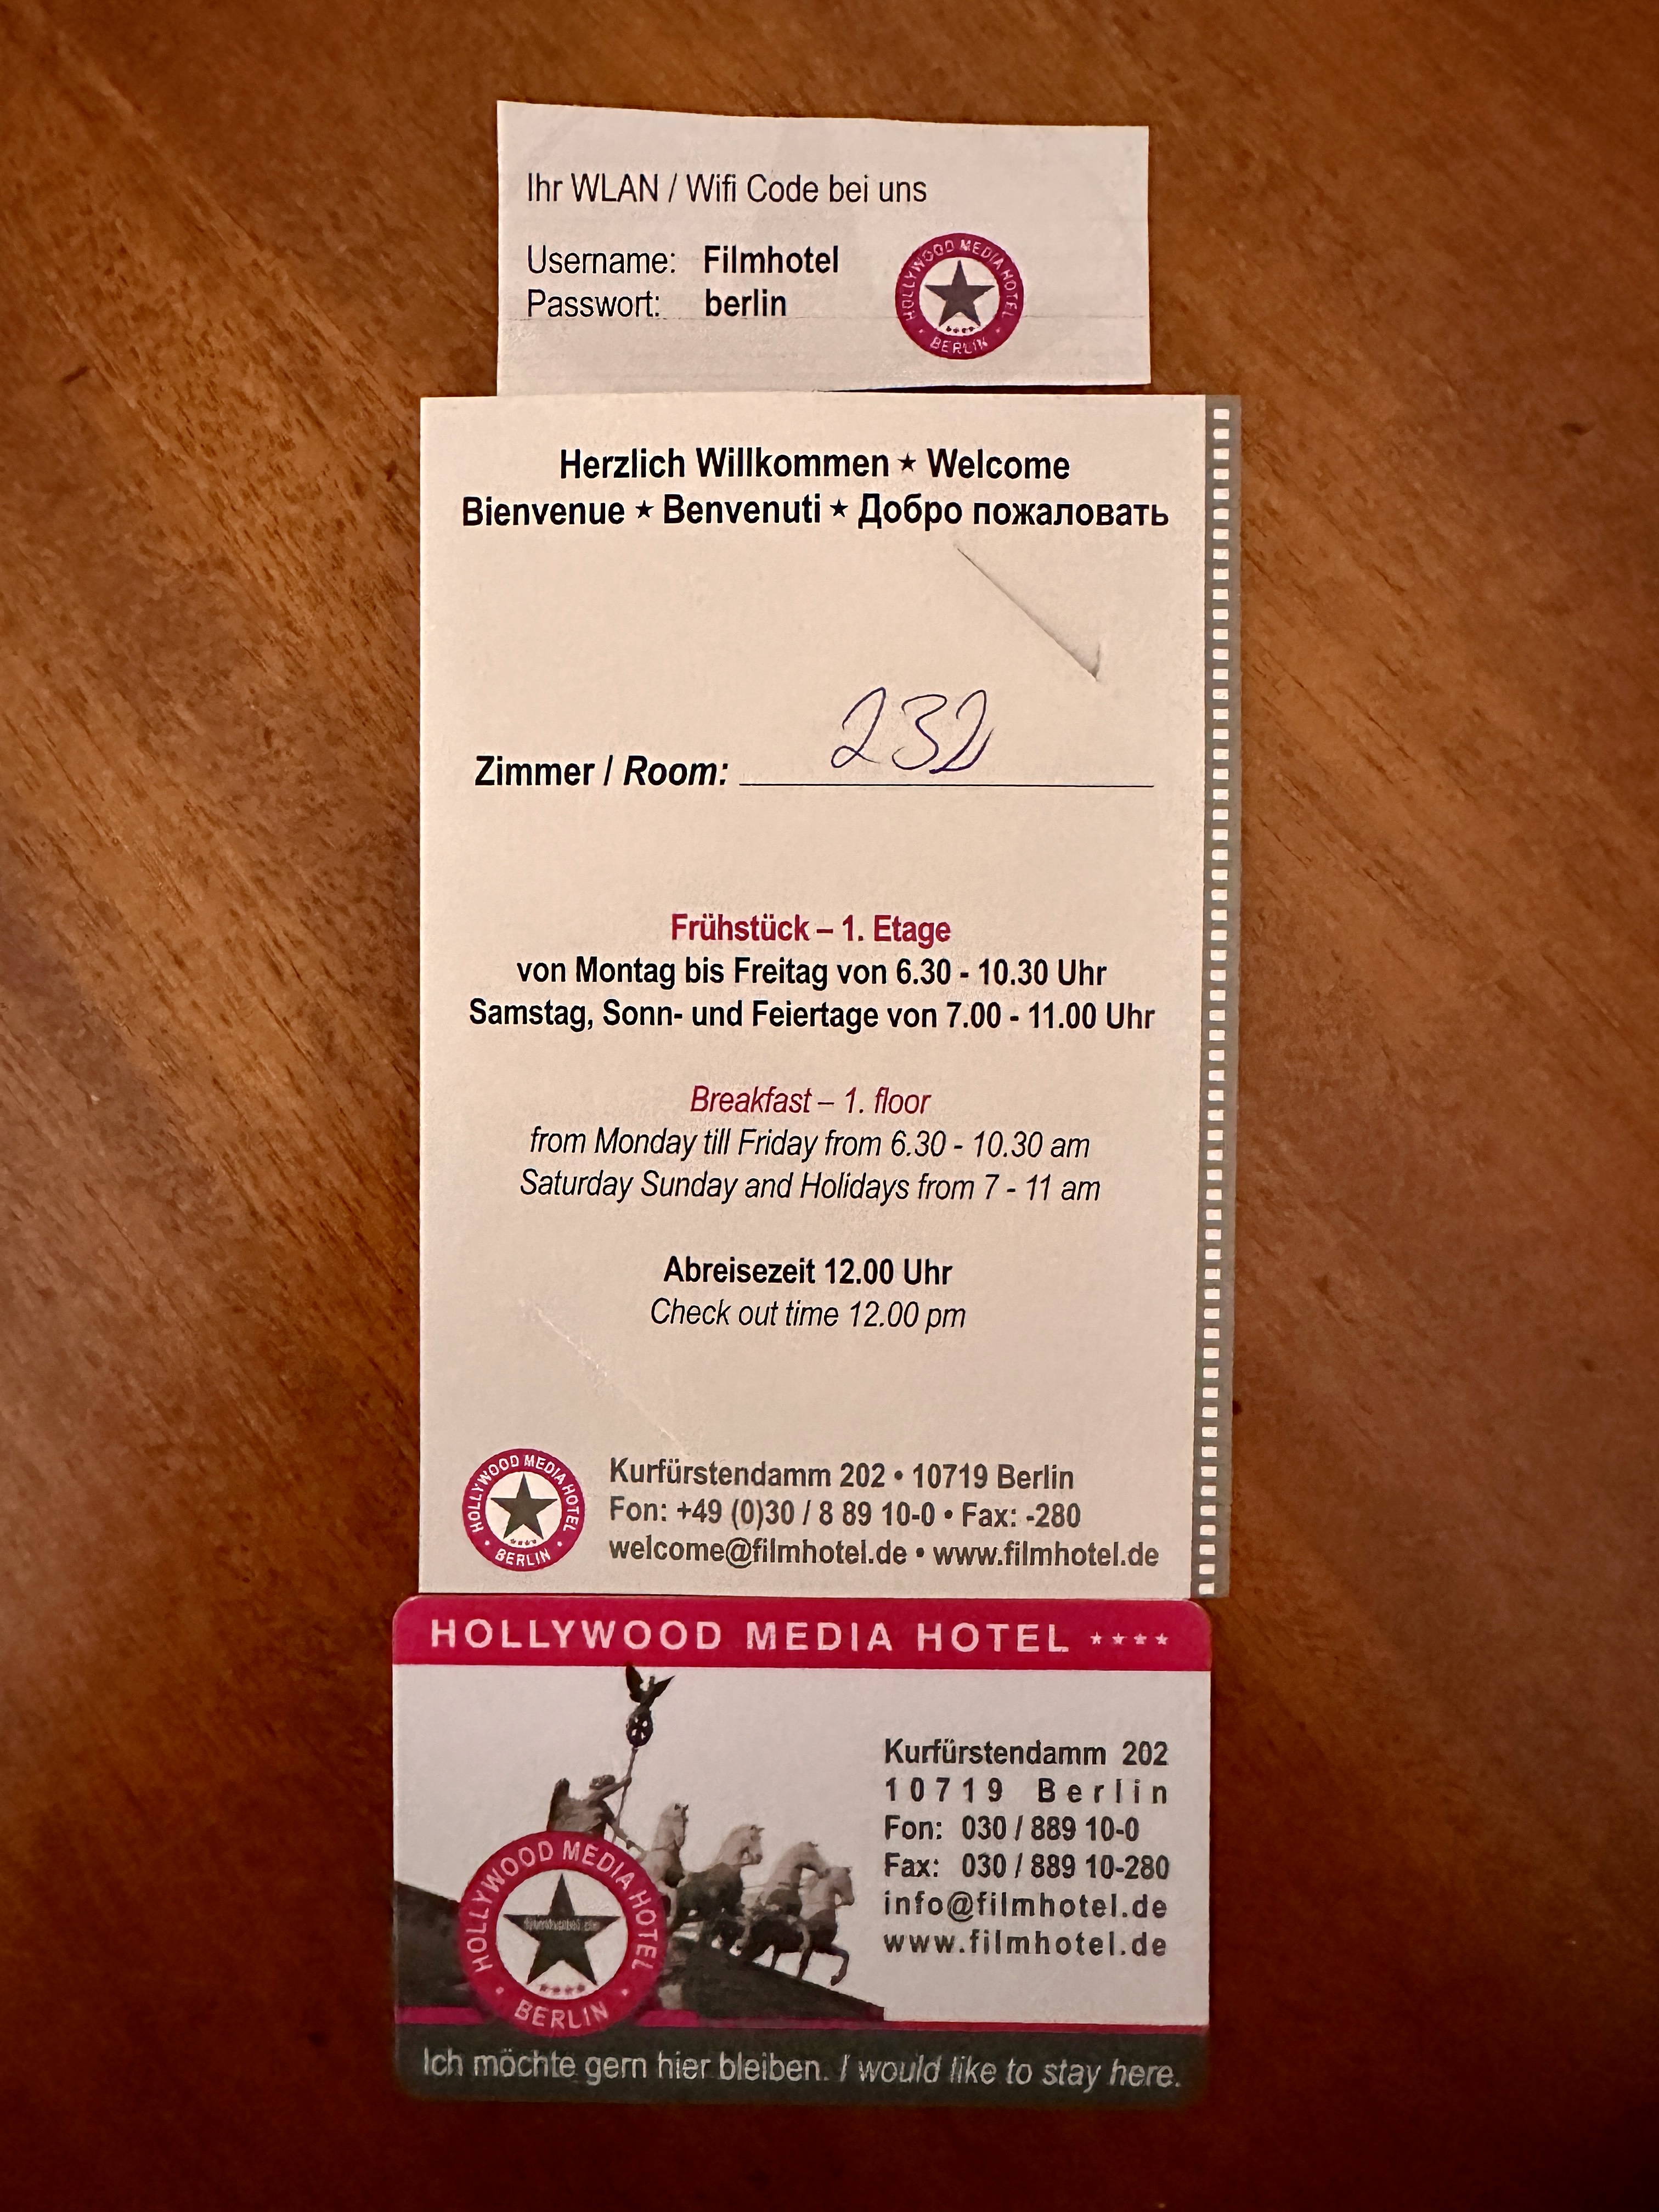 Ihr WLAN / Wifi Code bei uns
Username: Filmhotel
Passwort: berlin
HOLLYWOOD MEDIA HOTEL
BERLIN
Herzlich Willkommen ★ Welcome
Bienvenue ★ Benvenuti ★ Добро пожаловать
Zimmer / Room: 232
Frühstück – 1. Etage
von Montag bis Freitag von 6.30 - 10.30 Uhr
Samstag, Sonn- und Feiertage von 7.00 - 11.00 Uhr
Breakfast – 1. floor
from Monday till Friday from 6.30 - 10.30 am
Saturday Sunday and Holidays from 7 - 11 am
Abreisezeit 12.00 Uhr
Check out time 12.00 pm
HOLLYWOOD MEDIA HOTEL
BERLIN
Kurfürstendamm 202 • 10719 Berlin
Fon: +49 (0)30 / 8 89 10-0 • Fax: -280
welcome@filmhotel.de • www.filmhotel.de
HOLLYWOOD MEDIA HOTEL ★★★★
Kurfürstendamm 202
10719 Berlin
Fon: 030 / 889 10-0
Fax: 030 / 889 10-280
info@filmhotel.de
www.filmhotel.de
HOLLYWOOD MEDIA HOTEL
filmhotel.de
BERLIN
Ich möchte gern hier bleiben. I would like to stay here.